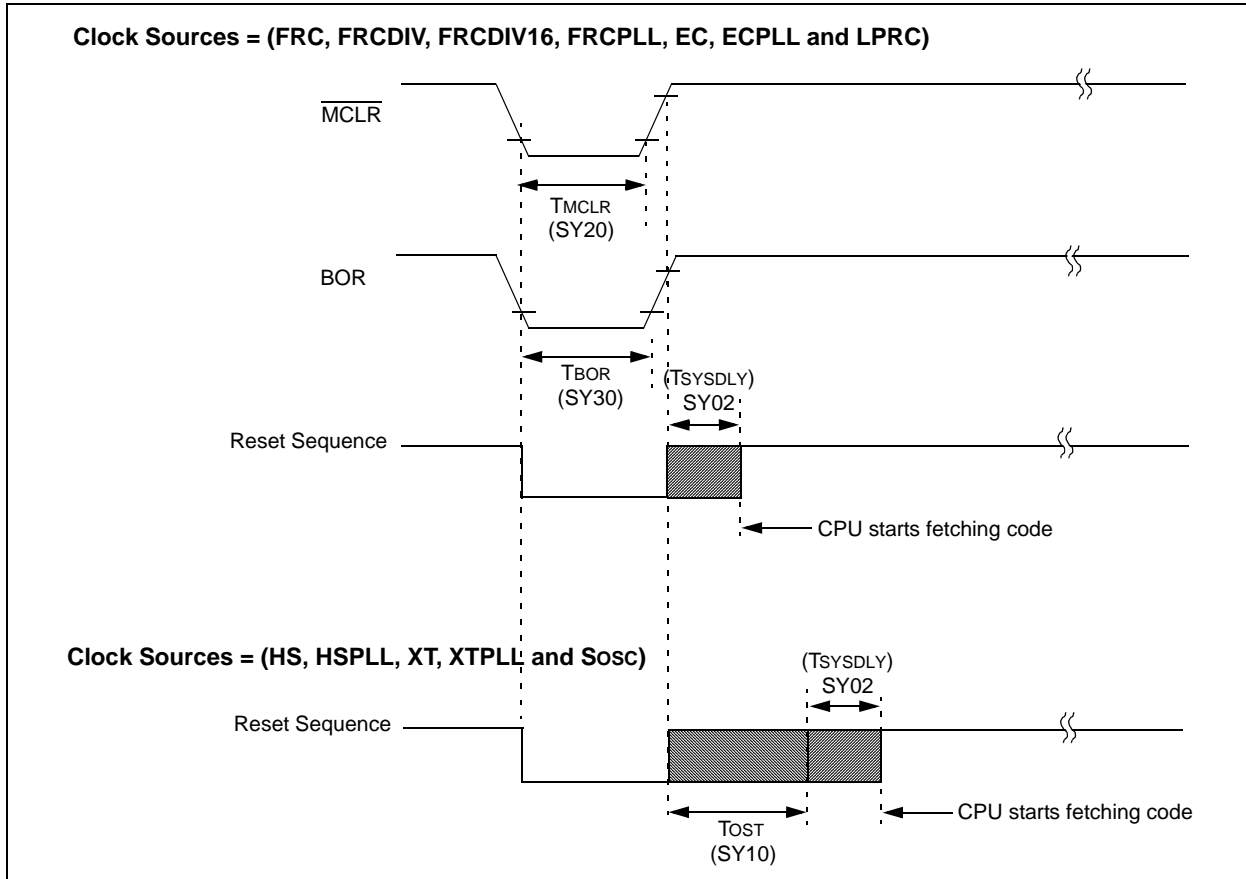 Clock Sources = (FRC, FRCDIV, FRCDIV16, FRCPLL, EC, ECPLL and LPRC)
MCLR
TMCLR
(SY20)
BOR
TBOR
(SY30)
(TSYSDLY)
SY02
Reset Sequence
CPU starts fetching code
Clock Sources = (HS, HSPLL, XT, XTPLL and SOSC)
(TSYSDLY)
SY02
Reset Sequence
CPU starts fetching code
TOST
(SY10)